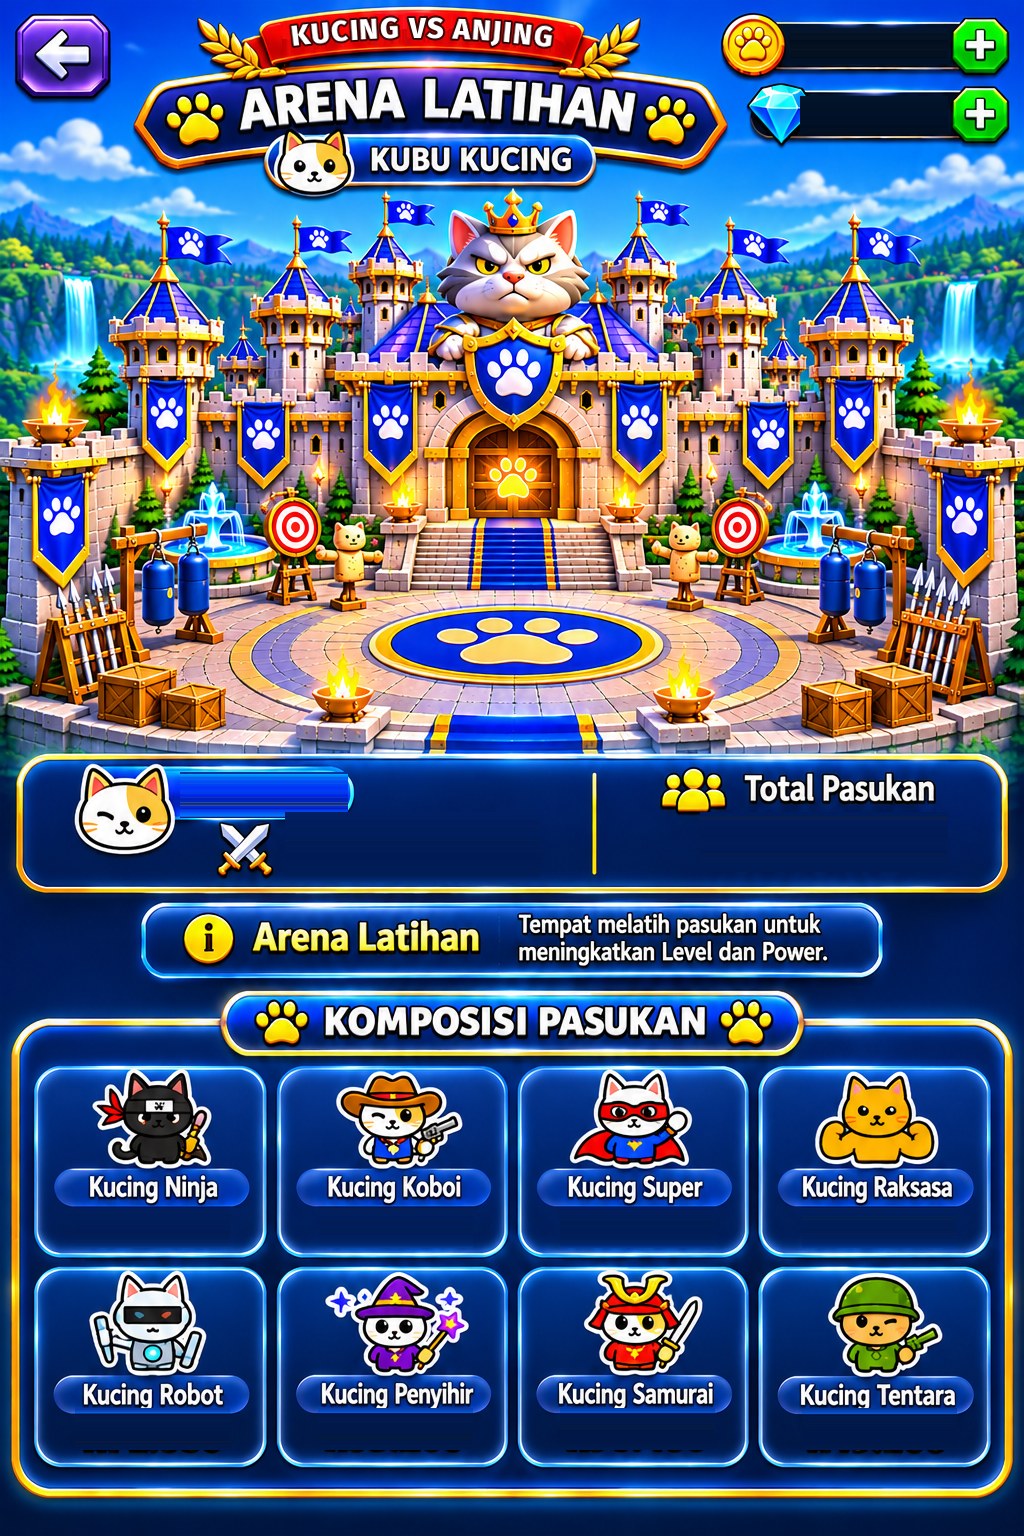 KUCING VS ANJING
ARENA LATIHAN
KUBU KUCING
Total Pasukan
Arena Latihan
Tempat melatih pasukan untuk
meningkatkan Level dan Power.
KOMPOSISI PASUKAN
Kucing Ninja
Kucing Koboi
Kucing Super
Kucing Raksasa
Kucing Robot
Kucing Penyihir
Kucing Samurai
Kucing Tentara